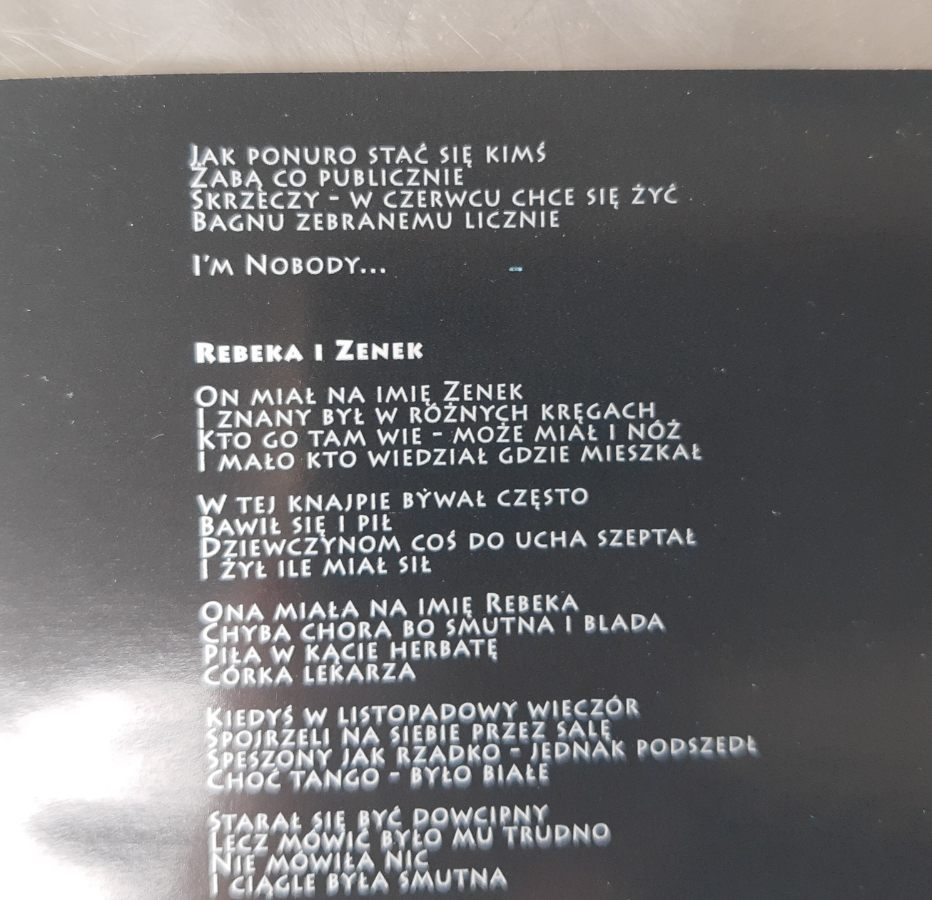 Jak ponuro stać się kimś
Żabą co publicznie
Skrzeczy - w czerwcu chce się żyć
Bagnu zebranemu licznie
I'm Nobody...
Rebeka i Zenek
On miał na imię Zenek
I znany był w różnych kręgach
Kto go tam wie - może miał i nóż
I mało kto wiedział gdzie mieszkał
W tej knajpie bywał często
Bawił się i pił
Dziewczynom coś do ucha szeptał
I żył ile miał sił
Ona miała na imię Rebeka
Chyba chora bo smutna i blada
Piła w kącie herbatę
Córka lekarza
Kiedyś w listopadowy wieczór
Spojrzeli na siebie przez salę
Speszony jak rzadko - jednak podszedł
Choć tango - było białe
Starał się być dowcipny
Lecz mówić było mu trudno
Nie mówiła nic
I ciągle była smutna